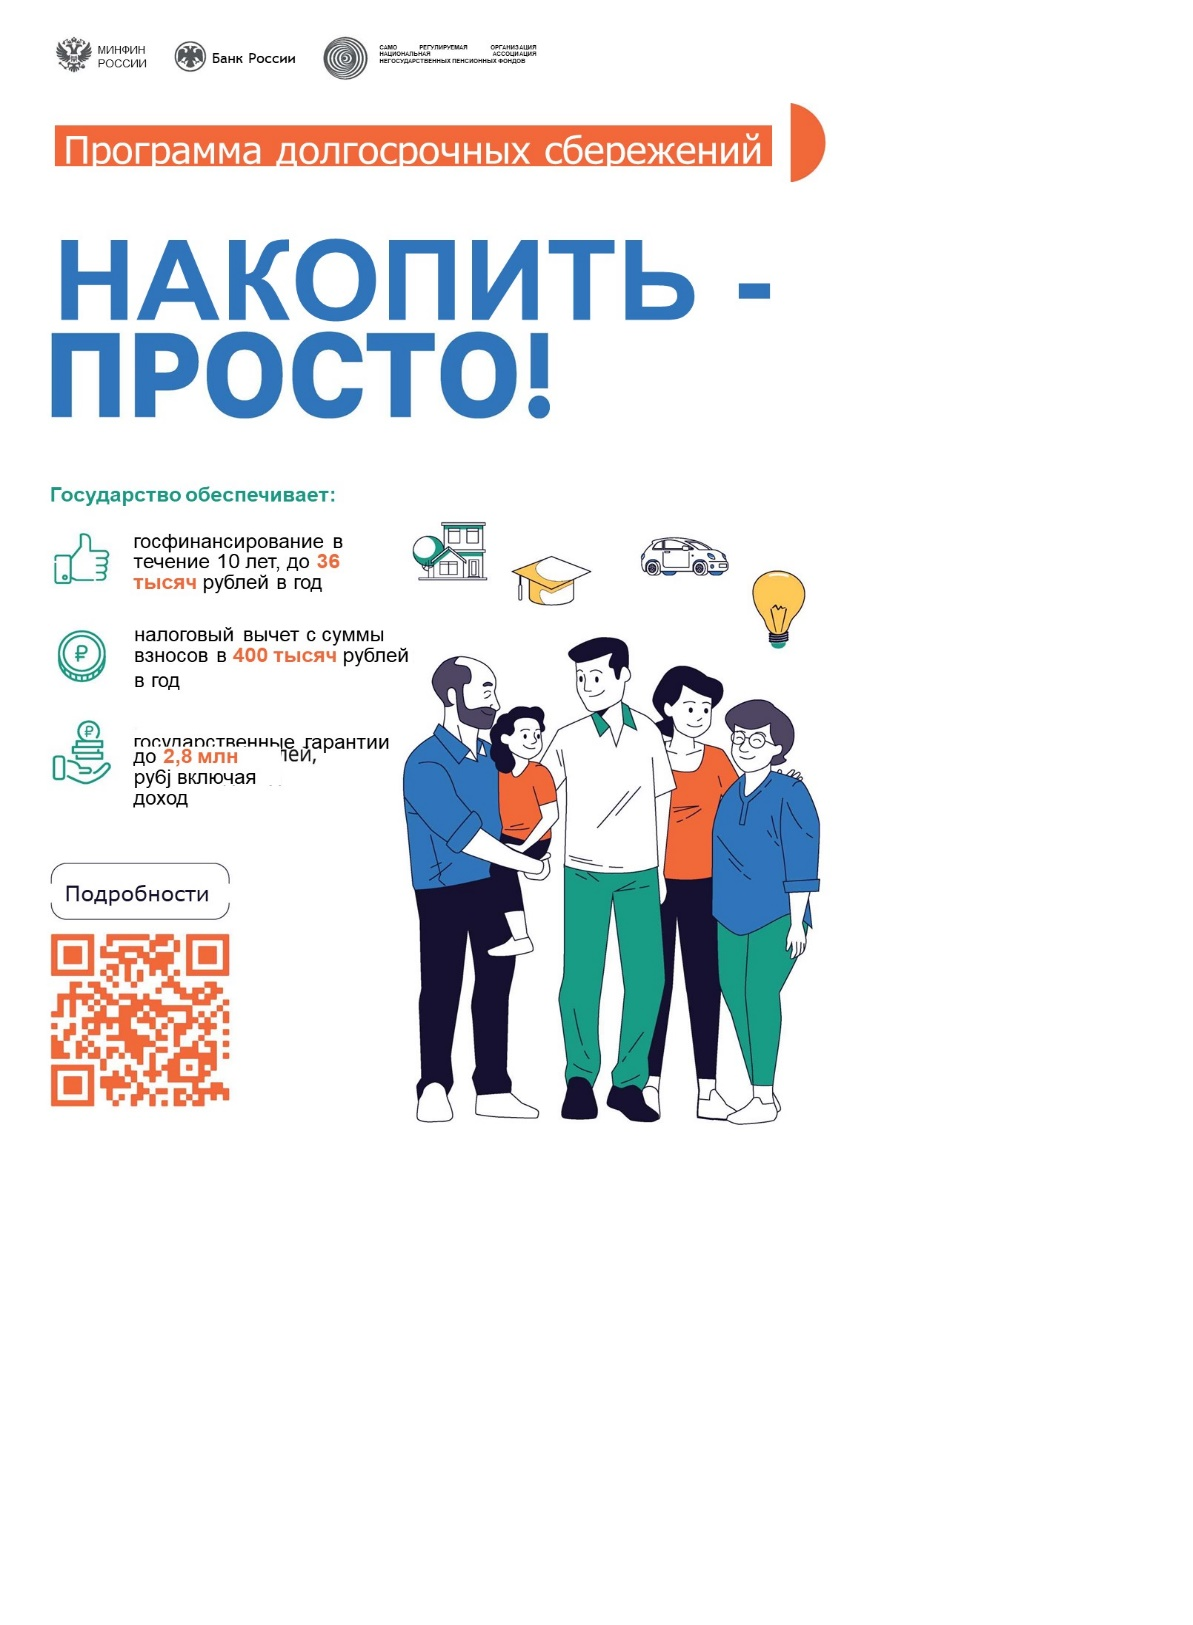 МИНФИН
РОССИИ
Банк России
САМО РЕГУЛИРУЕМАЯ ОРГАНИЗАЦИЯ
НАЦИОНАЛЬНАЯ АССОЦИАЦИЯ
НЕГОСУДАРСТВЕННЫХ ПЕНСИОННЫХ ФОНДОВ
Программа долгосрочных сбережений
НАКОПИТЬ -
ПРОСТО!
Государство обеспечивает:
госфинансирование в
течение 10 лет, до 36
тысяч рублей в год
налоговый вычет с суммы
взносов в 400 тысяч рублей
в год
государственные гарантии
до 2,8 млн лей,
руб­j включая
доход
Подробности